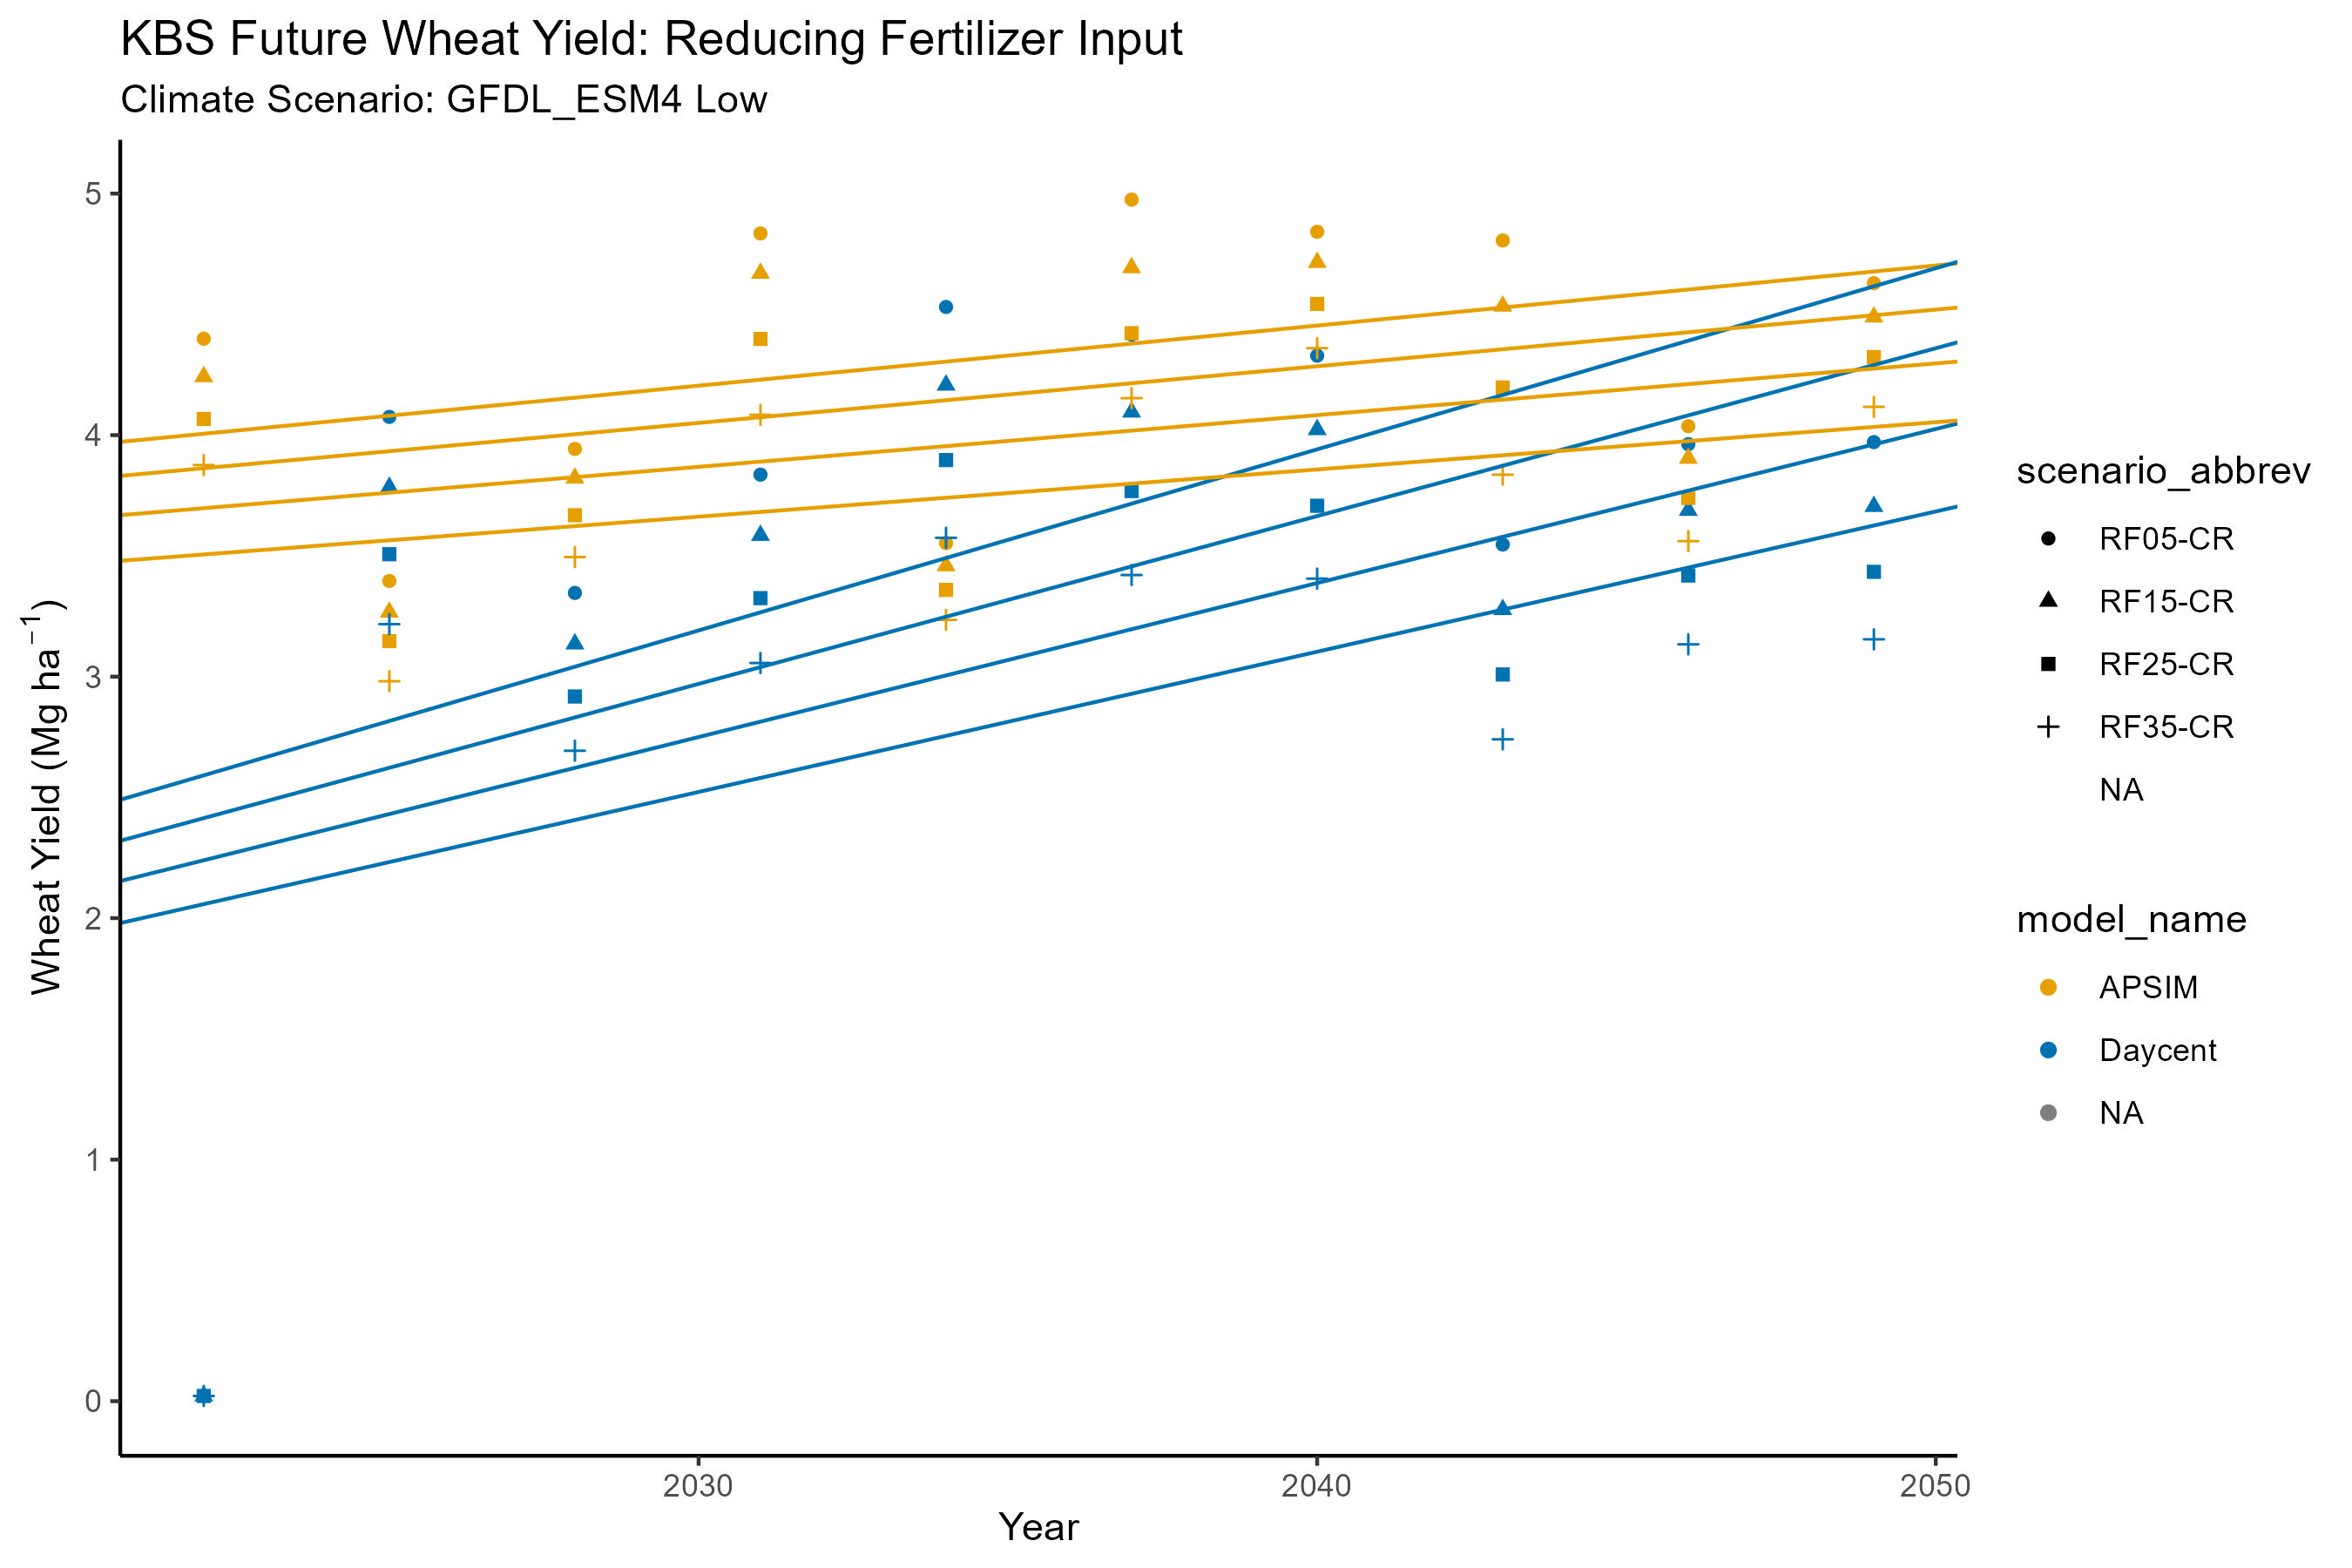 KBS Future Wheat Yield: Reducing Fertilizer Input
Climate Scenario: GFDL_ESM4 Low
Wheat Yield (Mg ha⁻¹)
5
4
3
2
1
0
2030
2040
2050
Year
scenario_abbrev
RF05-CR
RF15-CR
RF25-CR
RF35-CR
NA
model_name
APSIM
Daycent
NA